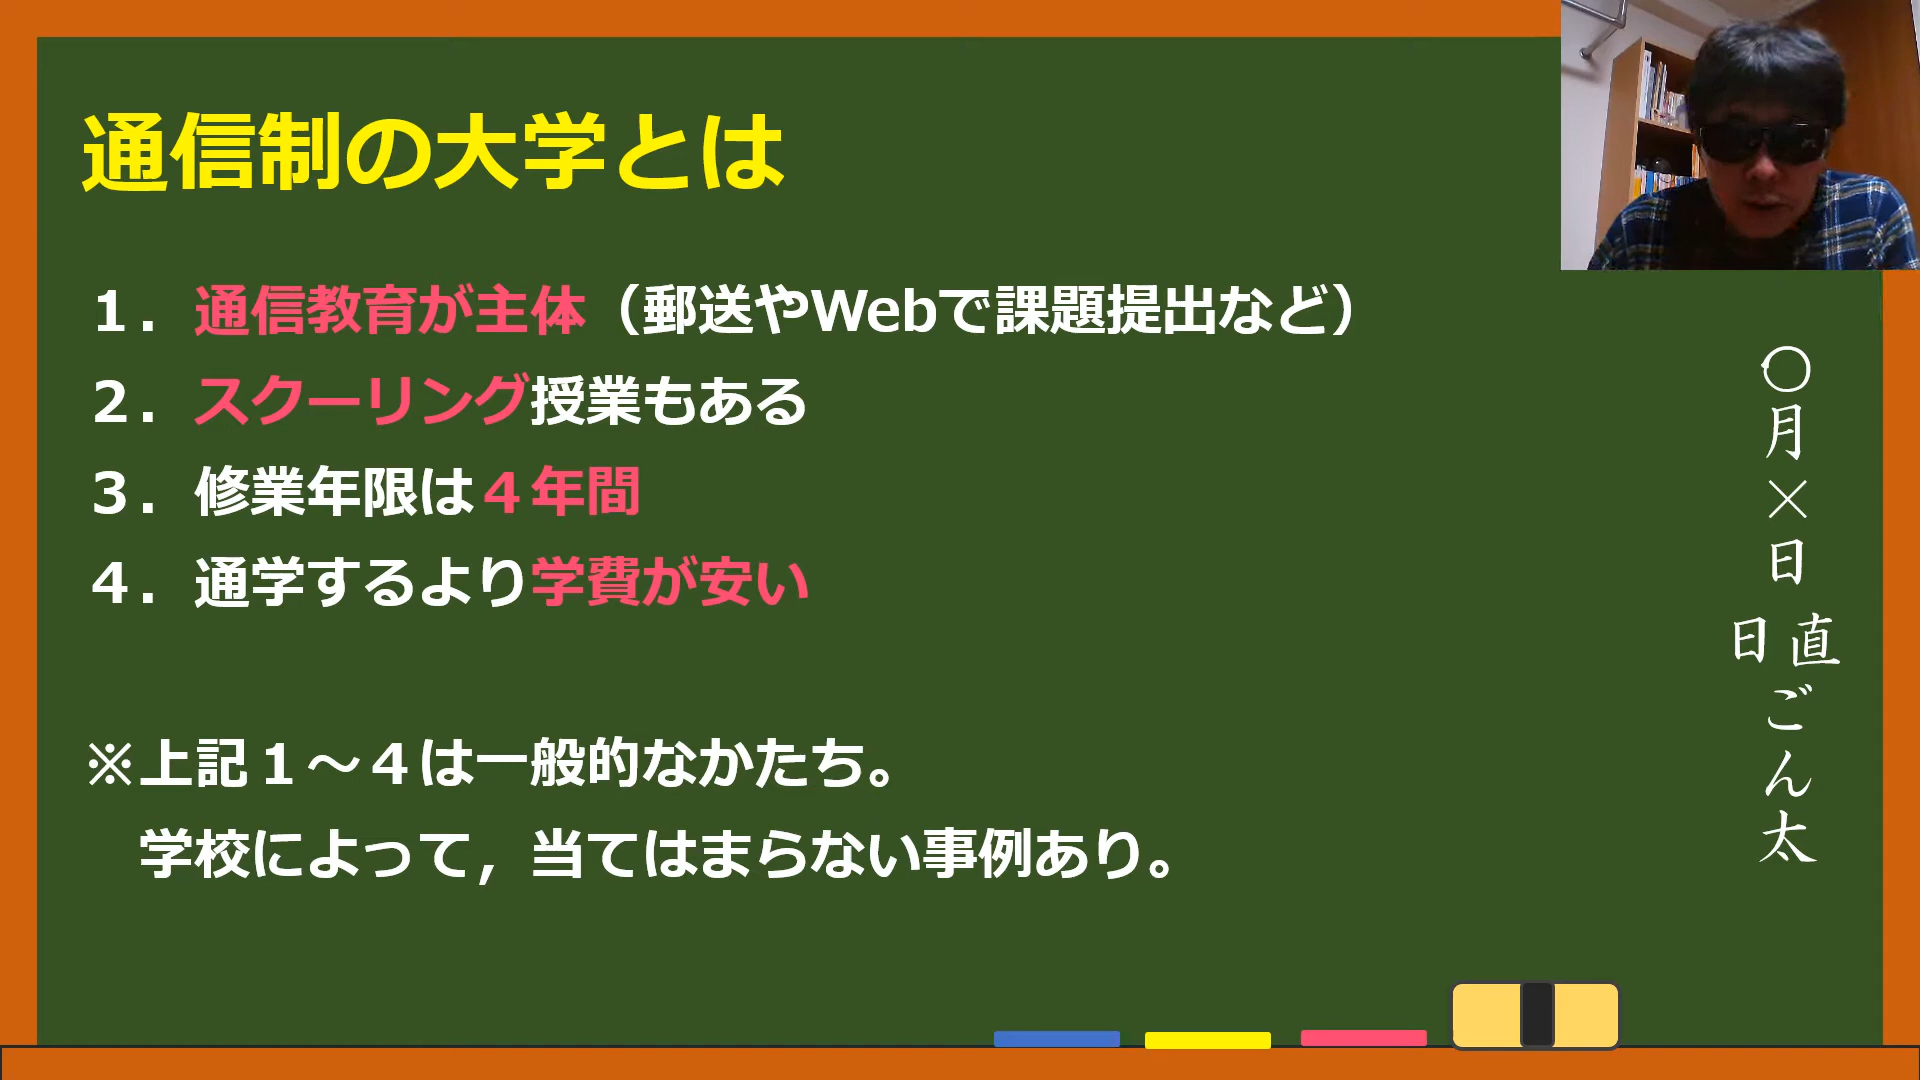 通信制の大学とは
１．通信教育が主体（郵送やWebで課題提出など）
２．スクーリング授業もある
３．修業年限は４年間
４．通学するより学費が安い
※上記１～４は一般的なかたち。
学校によって，当てはまらない事例あり。
〇月×日
日直
ごん太